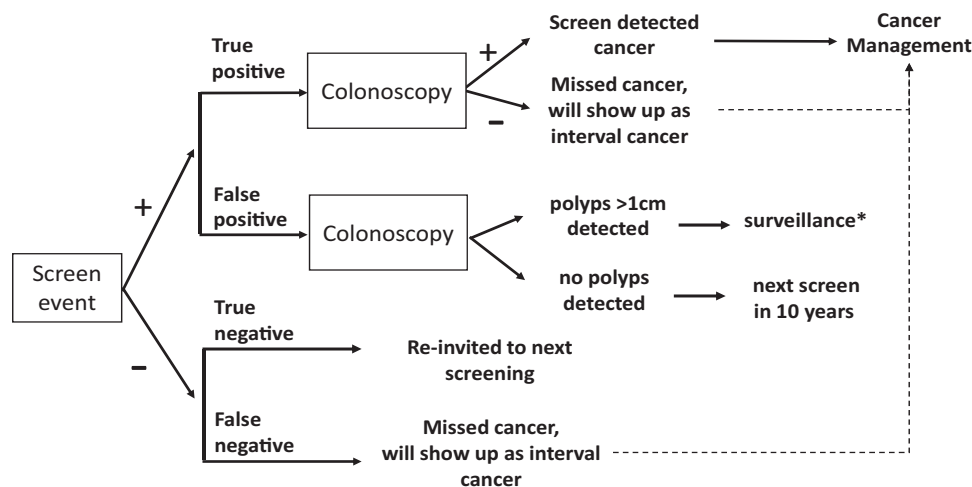 Screen
event
+
−
True
positive
Colonoscopy
+
−
Screen detected
cancer
Cancer
Management
Missed cancer,
will show up as
interval cancer
False
positive
Colonoscopy
polyps >1cm
detected
surveillance*
no polyps
detected
next screen
in 10 years
True
negative
Re-invited to next
screening
False
negative
Missed cancer,
will show up as interval
cancer